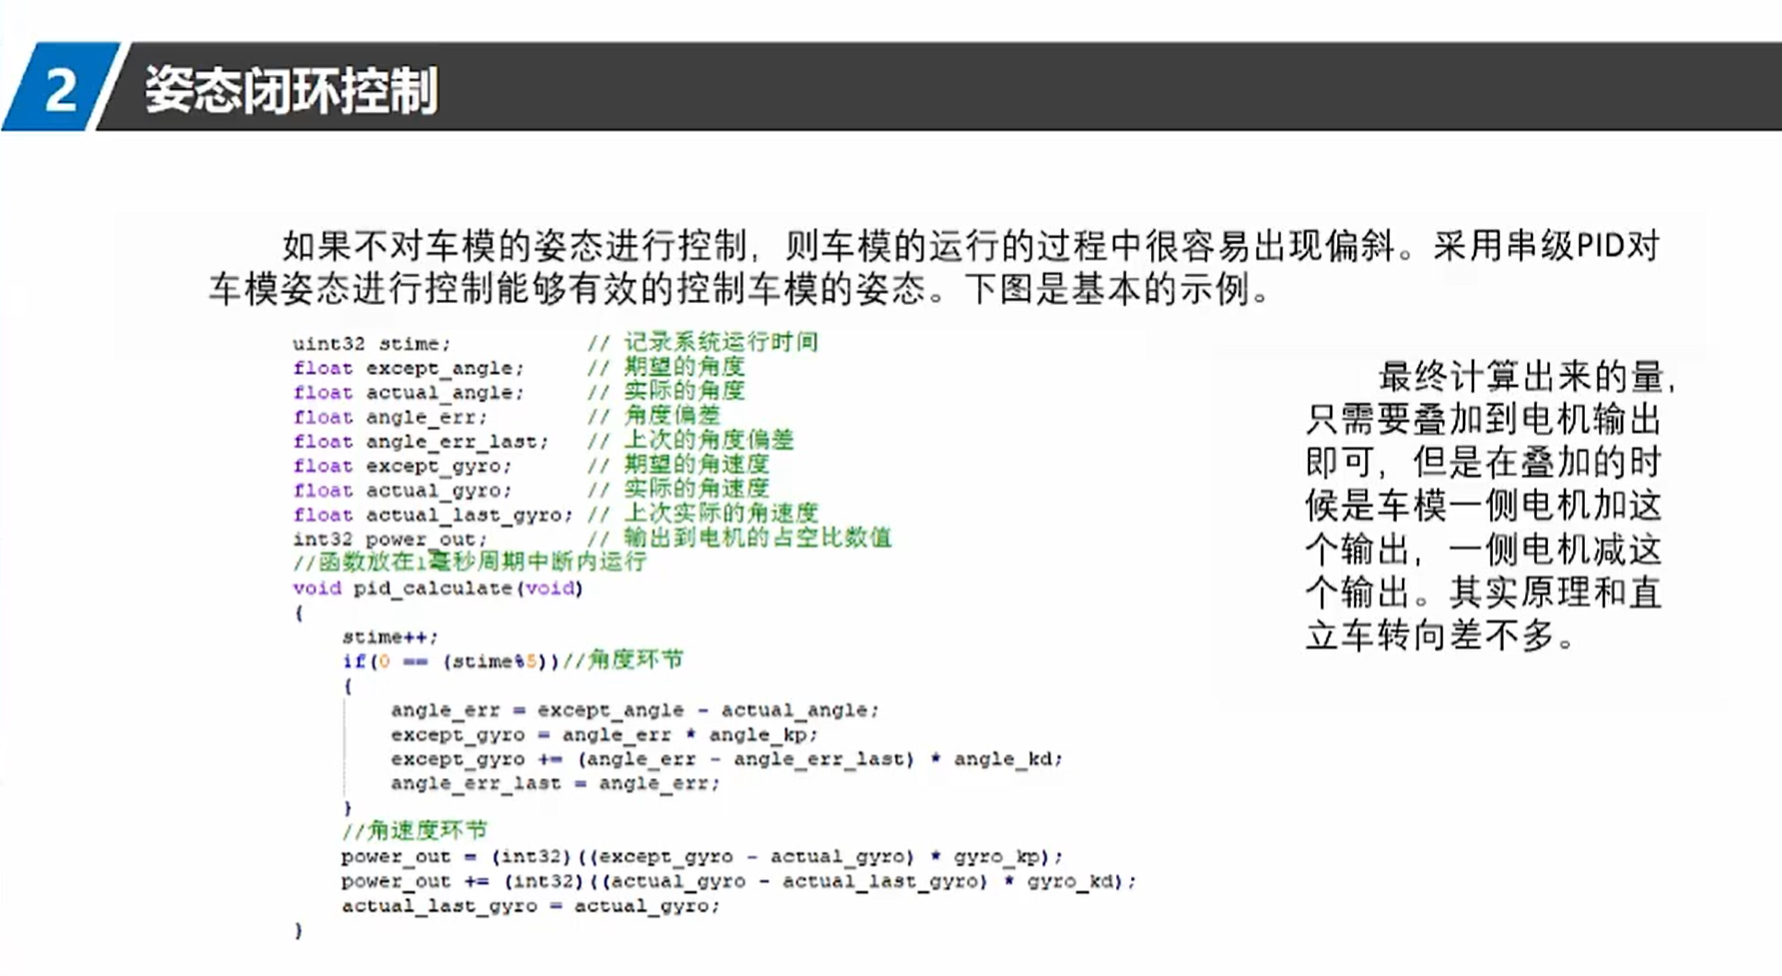 2 姿态闭环控制
如果不对车模的姿态进行控制，则车模的运行的过程中很容易出现偏斜。采用串级PID对
车模姿态进行控制能够有效的控制车模的姿态。下图是基本的示例。
uint32 stime; // 记录系统运行时间
float except_angle; // 期望的角度
float actual_angle; // 实际的角度
float angle_err; // 角度偏差
float angle_err_last; // 上次的角度偏差
float except_gyro; // 期望的角速度
float actual_gyro; // 实际的角速度
float actual_last_gyro; // 上次实际的角速度
int32 power_out; // 输出到电机的占空比数值
//函数放在1毫秒周期中断内运行
void pid_calculate(void)
{
stime++;
if(0 == (stime%5))//角度环节
{
angle_err = except_angle - actual_angle;
except_gyro = angle_err * angle_kp;
except_gyro += (angle_err - angle_err_last) * angle_kd;
angle_err_last = angle_err;
}
//角速度环节
power_out = (int32)((except_gyro - actual_gyro) * gyro_kp);
power_out += (int32)((actual_gyro - actual_last_gyro) * gyro_kd);
actual_last_gyro = actual_gyro;
}
最终计算出来的量，
只需要叠加到电机输出
即可，但是在叠加的时
候是车模一侧电机加这
个输出，一侧电机减这
个输出。其实原理和直
立车转向差不多。